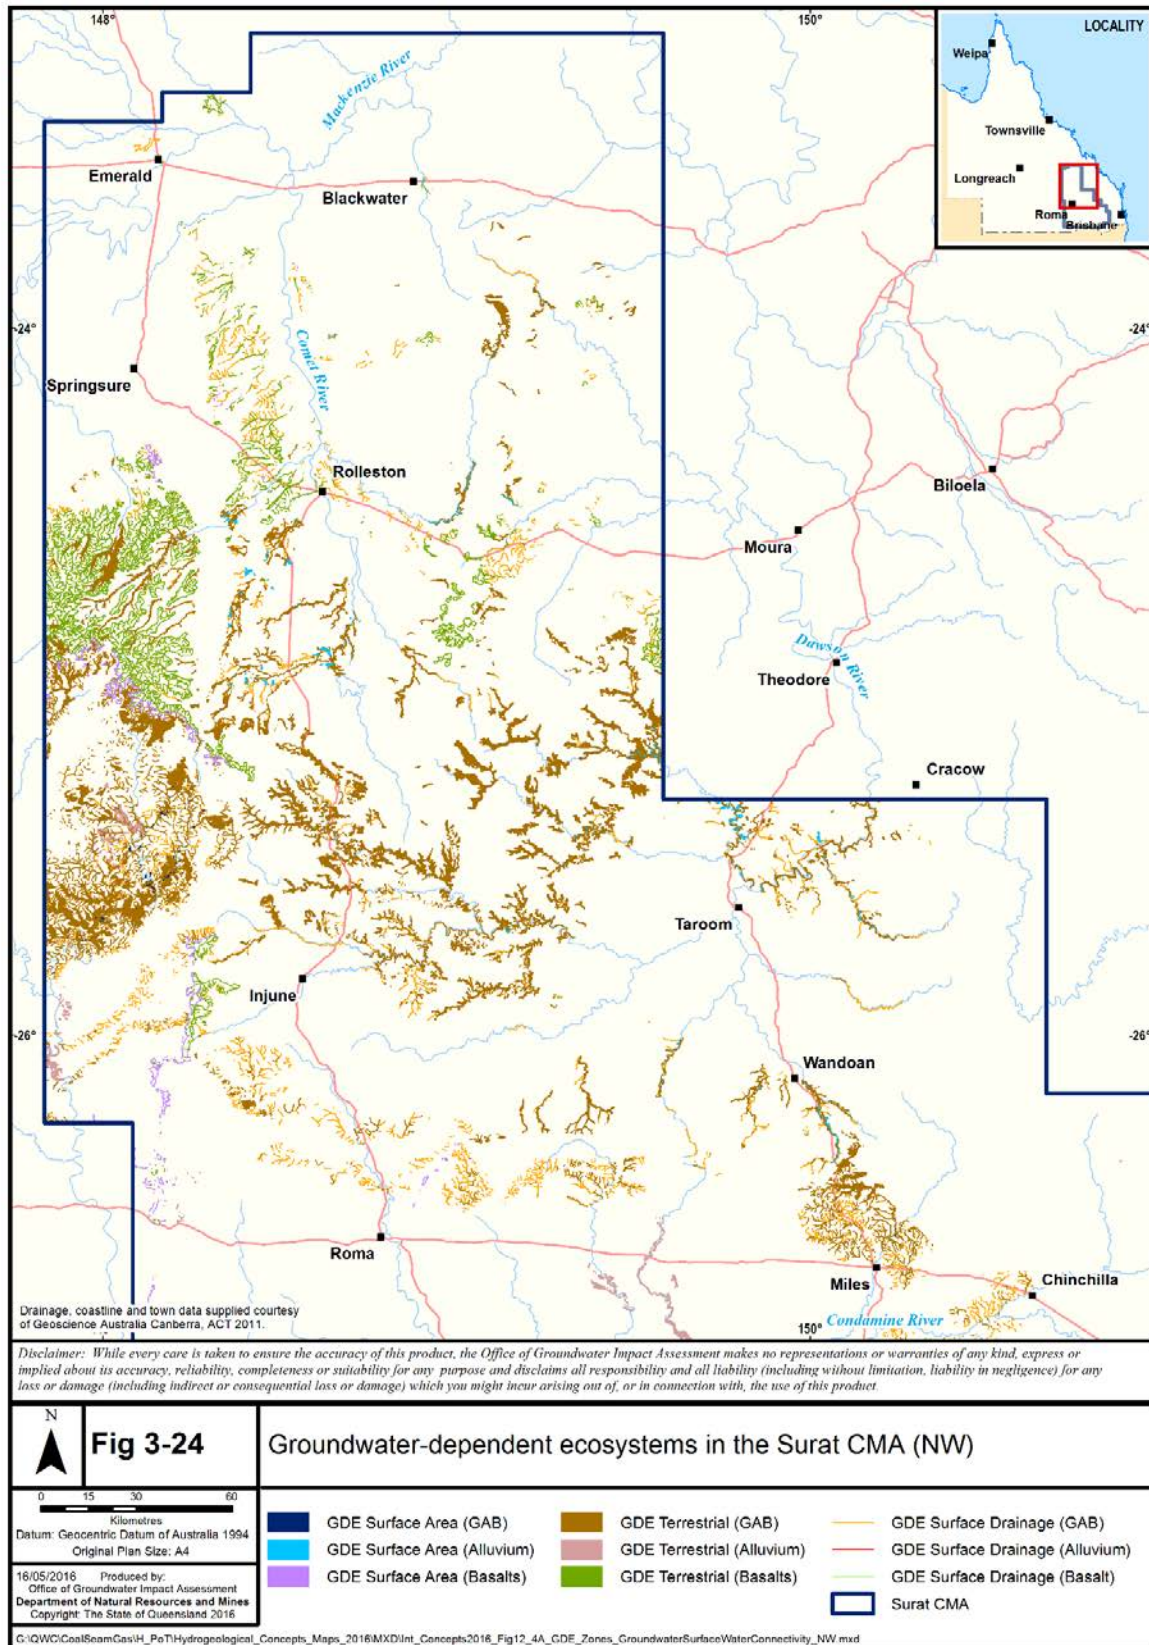 148°
150°
LOCALITY
Weipa
Townsville
Longreach
Roma
Brisbane
Mackenzie River
Emerald
Blackwater
-24°
-24°
Comet River
Springsure
Rolleston
Biloela
Moura
Dawson River
Theodore
Cracow
Taroom
Injune
-26°
-26°
Wandoan
Roma
Miles
Chinchilla
Condamine River
Drainage, coastline and town data supplied courtesy
of Geoscience Australia Canberra, ACT 2011.
150°
Disclaimer: While every care is taken to ensure the accuracy of this product, the Office of Groundwater Impact Assessment makes no representations or warranties of any kind, express or
implied about its accuracy, reliability, completeness or suitability for any purpose and disclaims all responsibility and all liability (including without limitation, liability in negligence) for any
loss or damage (including indirect or consequential loss or damage) which you might incur arising out of, or in connection with, the use of this product.
N
Fig 3-24
Groundwater-dependent ecosystems in the Surat CMA (NW)
0 15 30 60
Kilometres
Datum: Geocentric Datum of Australia 1994
Original Plan Size: A4
16/05/2016 Produced by:
Office of Groundwater Impact Assessment
Department of Natural Resources and Mines
Copyright: The State of Queensland 2016
GDE Surface Area (GAB)
GDE Surface Area (Alluvium)
GDE Surface Area (Basalts)
GDE Terrestrial (GAB)
GDE Terrestrial (Alluvium)
GDE Terrestrial (Basalts)
GDE Surface Drainage (GAB)
GDE Surface Drainage (Alluvium)
GDE Surface Drainage (Basalt)
Surat CMA
G:\QWC\CoalSeamGas\H_PoT\Hydrogeological_Concepts_Maps_2016\MXD\Int_Concepts2016_Fig12_4A_GDE_Zones_GroundwaterSurfaceWaterConnectivity_NW.mxd